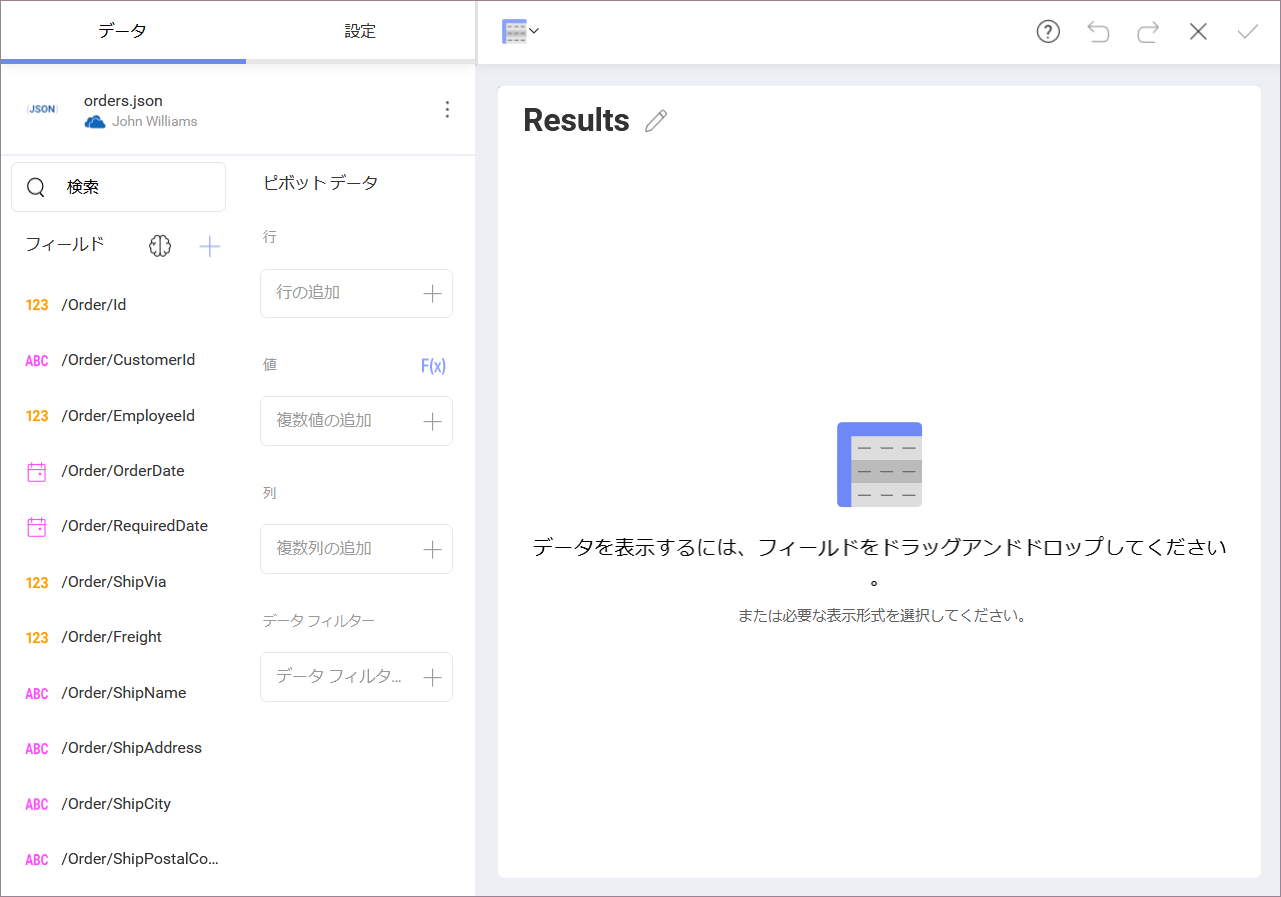 データ
設定
{JSON}
orders.json
John Williams
検索
フィールド
123 /Order/Id
ABC /Order/CustomerId
123 /Order/EmployeeId
/Order/OrderDate
/Order/RequiredDate
123 /Order/ShipVia
123 /Order/Freight
ABC /Order/ShipName
ABC /Order/ShipAddress
ABC /Order/ShipCity
ABC /Order/ShipPostalCo...
ピボット データ
行
行の追加
値 F(x)
複数値の追加
列
複数列の追加
データ フィルター
データ フィルタ...
Results
データを表示するには、フィールドをドラッグアンドドロップしてください
。
または必要な表示形式を選択してください。